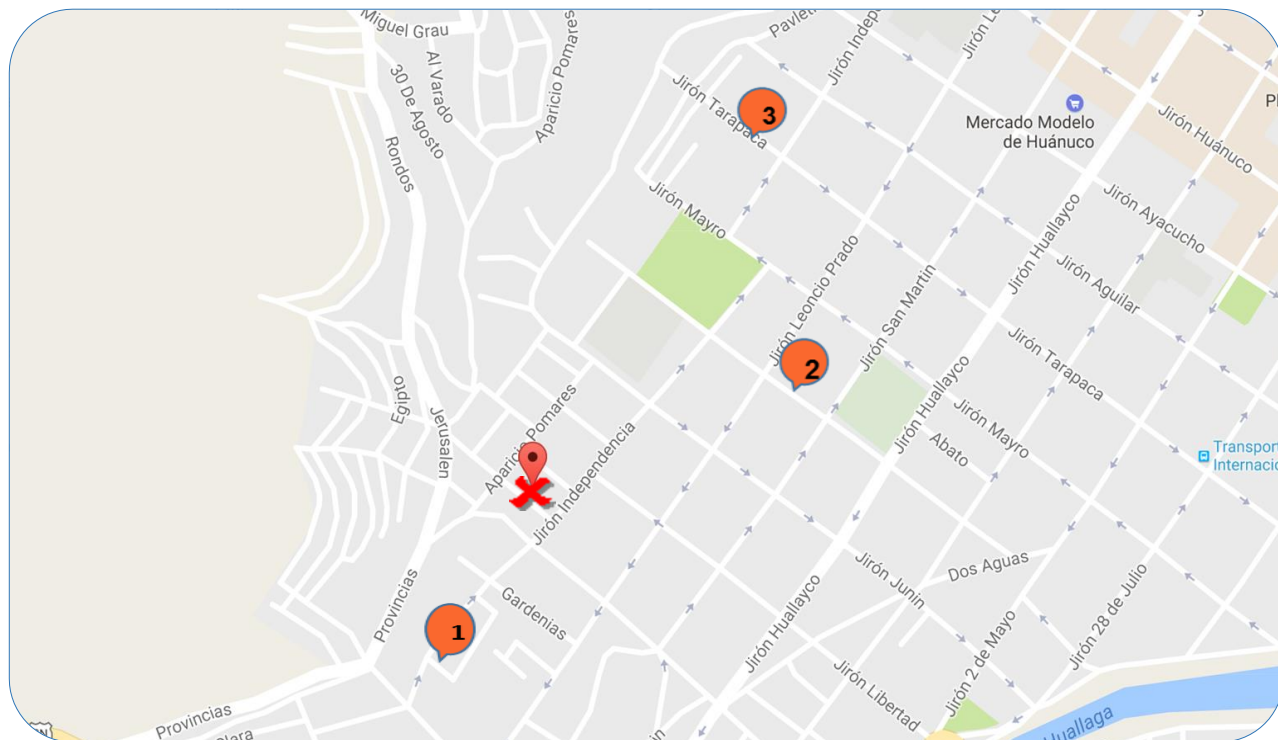 Miguel Grau
Al Varado
30 De Agosto
Rondos
Aparicio Pomares
Pavletich
Jirón Indep
Jirón Le
Jirón Tarapaca
3
Mercado Modelo
de Huánuco
Jirón Huánuco
Pl
Jirón Mayro
Jirón Ayacucho
Jirón Huallayco
Jirón Aguilar
Jirón Leoncio Prado
Jirón San Martin
Jirón Tarapaca
2
Jirón Huallayco
Jirón Mayro
Abato
Egipto
Jerusalen
Aparicio Pomares
Jirón Independencia
Transport
Internacio
Provincias
Gardenias
1
Jirón Huallayco
Jirón Junin
Dos Aguas
Jirón 2 de Mayo
Jirón 28 de Julio
Jirón Libertad
Provincias
Huallaga